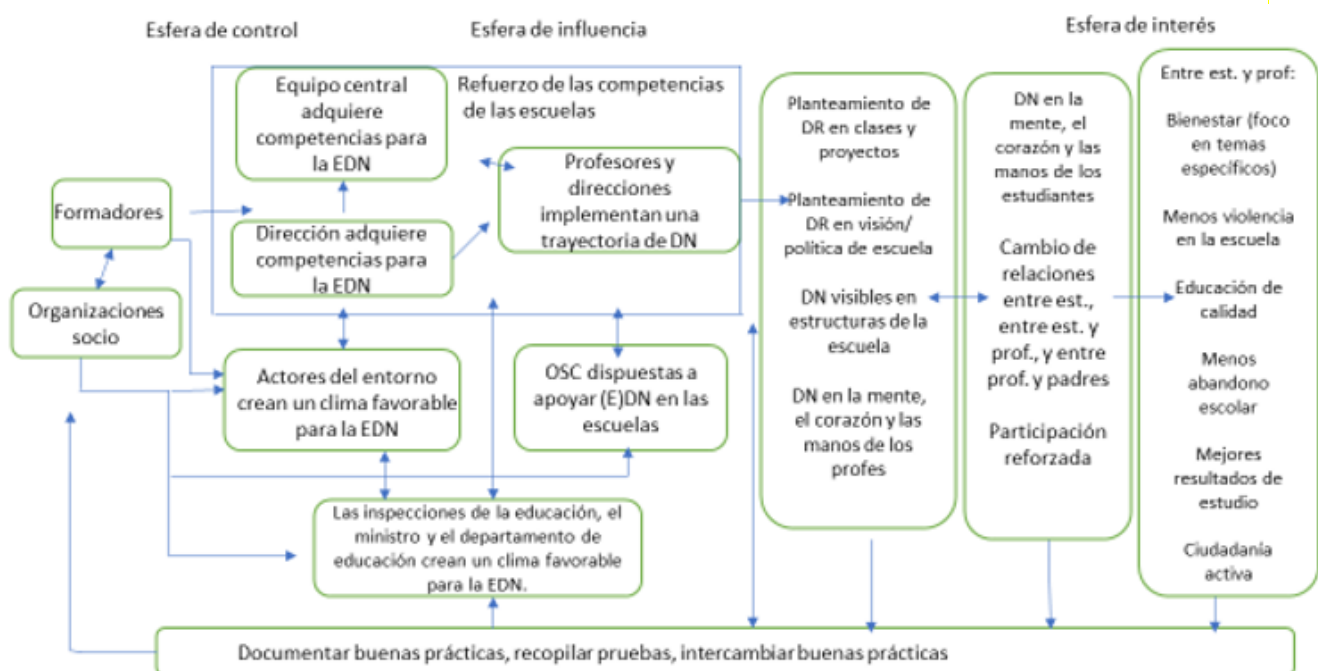 Esfera de control
Esfera de influencia
Esfera de interés
Equipo central
adquiere
competencias para
la EDN
Refuerzo de las competencias
de las escuelas
Profesores y
direcciones
implementan una
trayectoria de DN
Formadores
Dirección adquiere
competencias para
la EDN
Organizaciones
socio
Actores del entorno
crean un clima favorable
para la EDN
OSC dispuestas a
apoyar (E)DN en las
escuelas
Las inspecciones de la educación, el
ministro y el departamento de
educación crean un clima favorable
para la EDN.
Planteamiento de
DR en clases y
proyectos
Planteamiento de
DR en visión/
política de escuela
DN visibles en
estructuras de la
escuela
DN en la mente,
el corazón y las
manos de los
profes
DN en la
mente, el
corazón y las
manos de los
estudiantes
Cambio de
relaciones
entre est.,
entre est. y
prof., y entre
prof. y padres
Participación
reforzada
Entre est. y prof:
Bienestar (foco
en temas
específicos)
Menos violencia
en la escuela
Educación de
calidad
Menos
abandono
escolar
Mejores
resultados de
estudio
Ciudadanía
activa
Documentar buenas prácticas, recopilar pruebas, intercambiar buenas prácticas